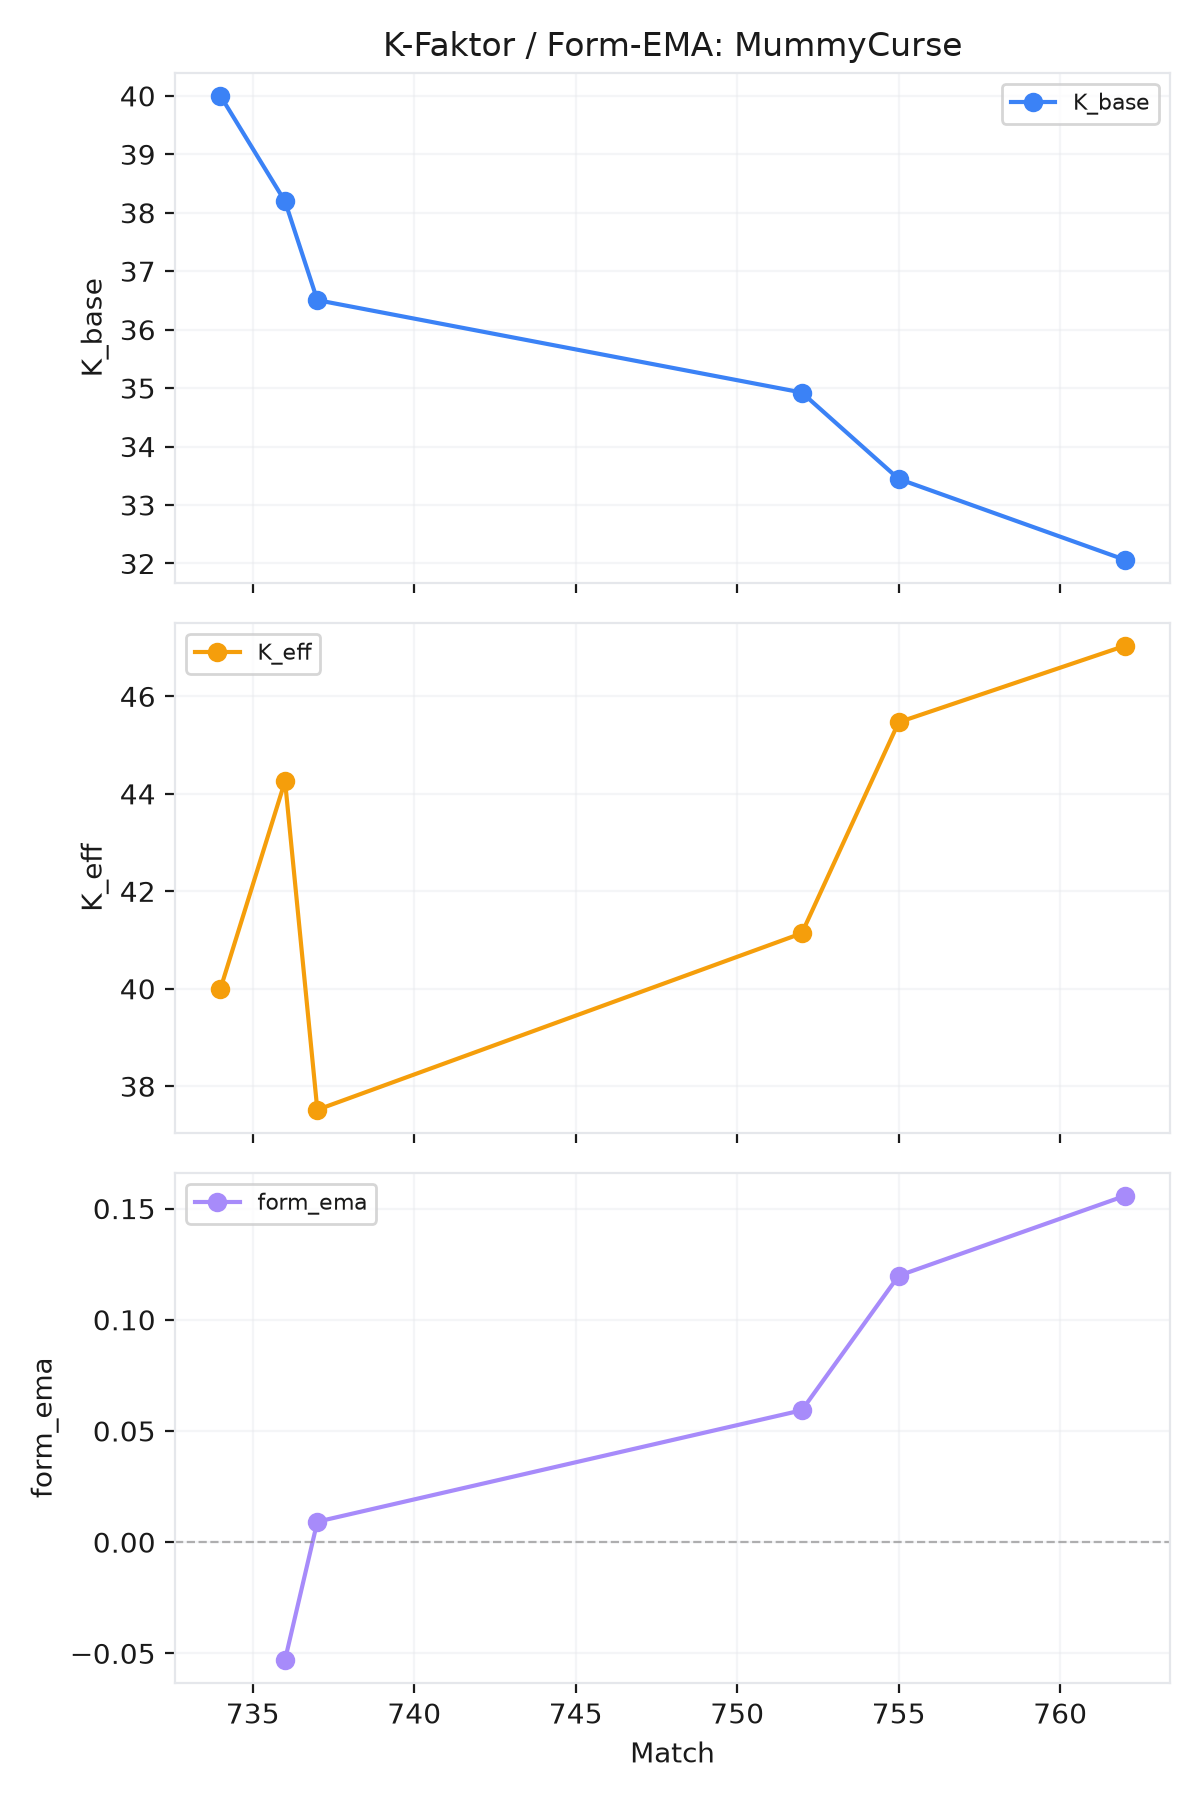 K-Faktor / Form-EMA: MummyCurse
K_base
40
39
38
37
36
35
34
33
32
K_base
K_eff
46
44
42
40
38
K_eff
form_ema
0.15
0.10
0.05
0.00
−0.05
form_ema
735 740 745 750 755 760
Match